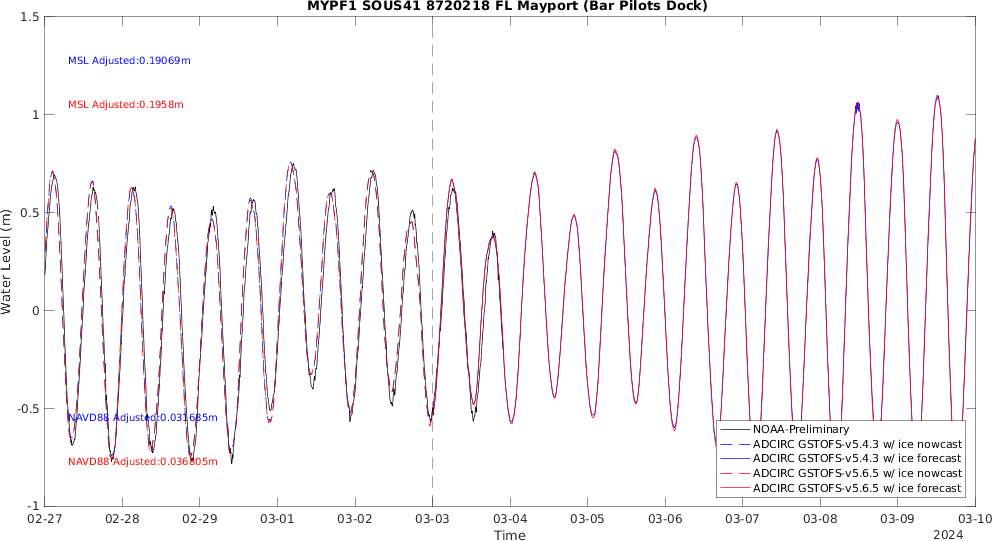 MYPF1 SOUS41 8720218 FL Mayport (Bar Pilots Dock)
1.5
1
0.5
0
-0.5
-1
Water Level (m)
MSL Adjusted:0.19069m
MSL Adjusted:0.1958m
NAVD88 Adjusted:0.031685m
NAVD88 Adjusted:0.036805m
NOAA-Preliminary
ADCIRC GSTOFS-v5.4.3 w/ ice nowcast
ADCIRC GSTOFS-v5.4.3 w/ ice forecast
ADCIRC GSTOFS-v5.6.5 w/ ice nowcast
ADCIRC GSTOFS-v5.6.5 w/ ice forecast
02-27 02-28 02-29 03-01 03-02 03-03 03-04 03-05 03-06 03-07 03-08 03-09 03-10
Time
2024